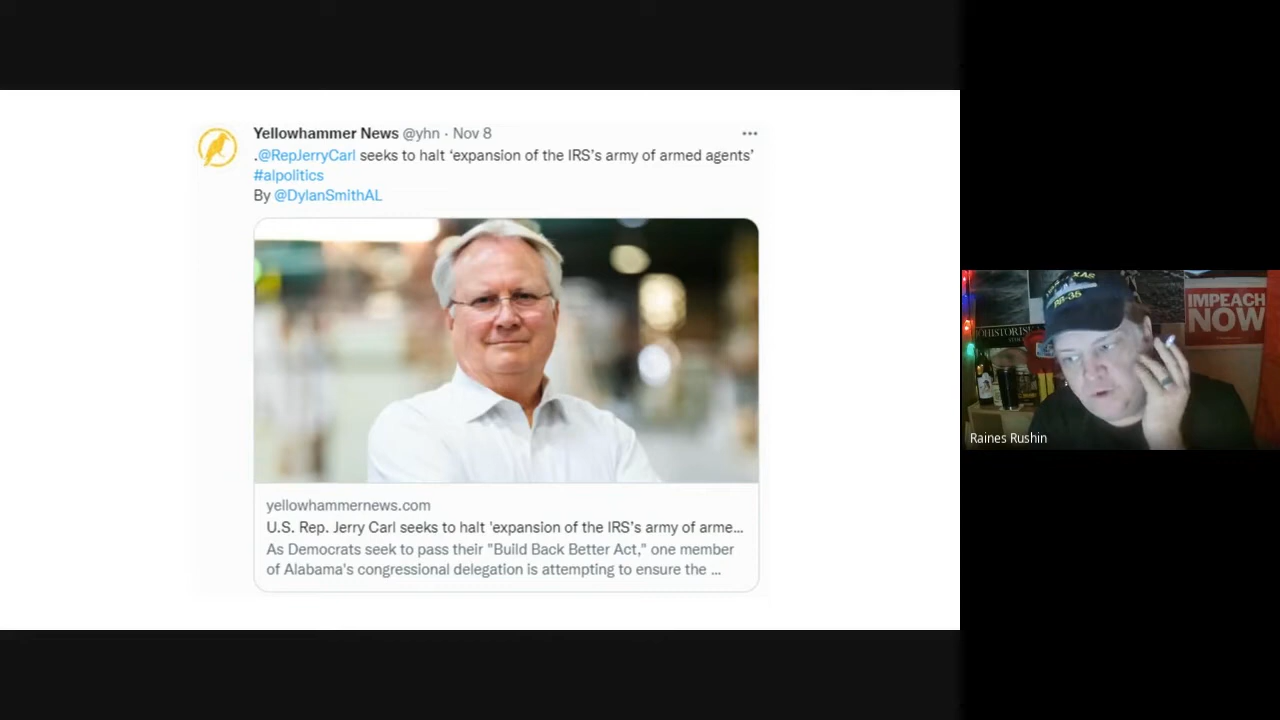 Yellowhammer News @yhn · Nov 8
.@RepJerryCarl seeks to halt ‘expansion of the IRS’s army of armed agents’
#alpolitics
By @DylanSmithAL
yellowhammernews.com
U.S. Rep. Jerry Carl seeks to halt 'expansion of the IRS’s army of arme...
As Democrats seek to pass their "Build Back Better Act," one member
of Alabama's congressional delegation is attempting to ensure the ...
XAS
BB-35
IMPEACH
NOW
Raines Rushin